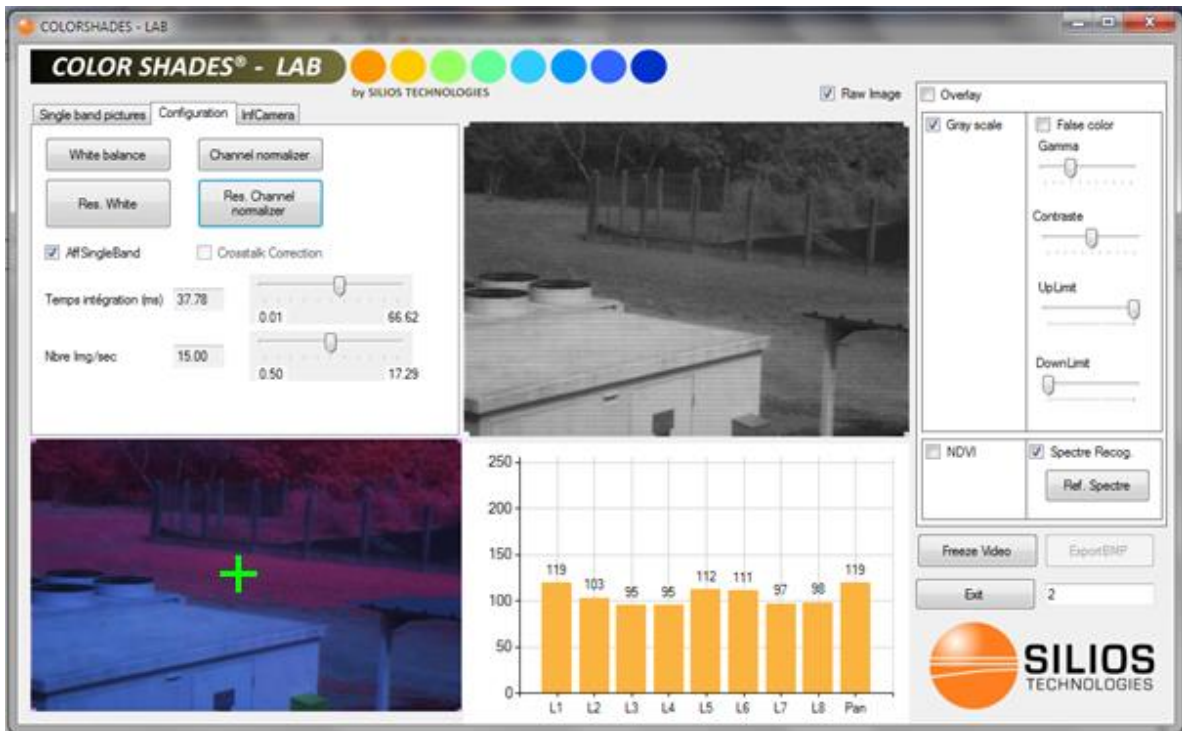 COLORSHADES - LAB
COLOR SHADES® - LAB
by SILIOS TECHNOLOGIES
Raw Image
Overlay
Single band pictures
Configuration
InfCamera
White balance
Channel normalizer
Res. White
Res. Channel
normalizer
AffSingleBand
Crosstalk Correction
Temps intégration (ms)
37.78
0.01
66.62
Nbre Img/sec
15.00
0.50
17.29
Gray scale
False color
Gamma
Contraste
UpLimit
DownLimit
NDVI
Spectre Recog.
Ref. Spectre
Freeze Video
ExportBMP
Exit
2
SILIOS
TECHNOLOGIES
250
200
150
100
50
0
119
103
95
95
112
111
97
98
119
L1
L2
L3
L4
L5
L6
L7
L8
Pan